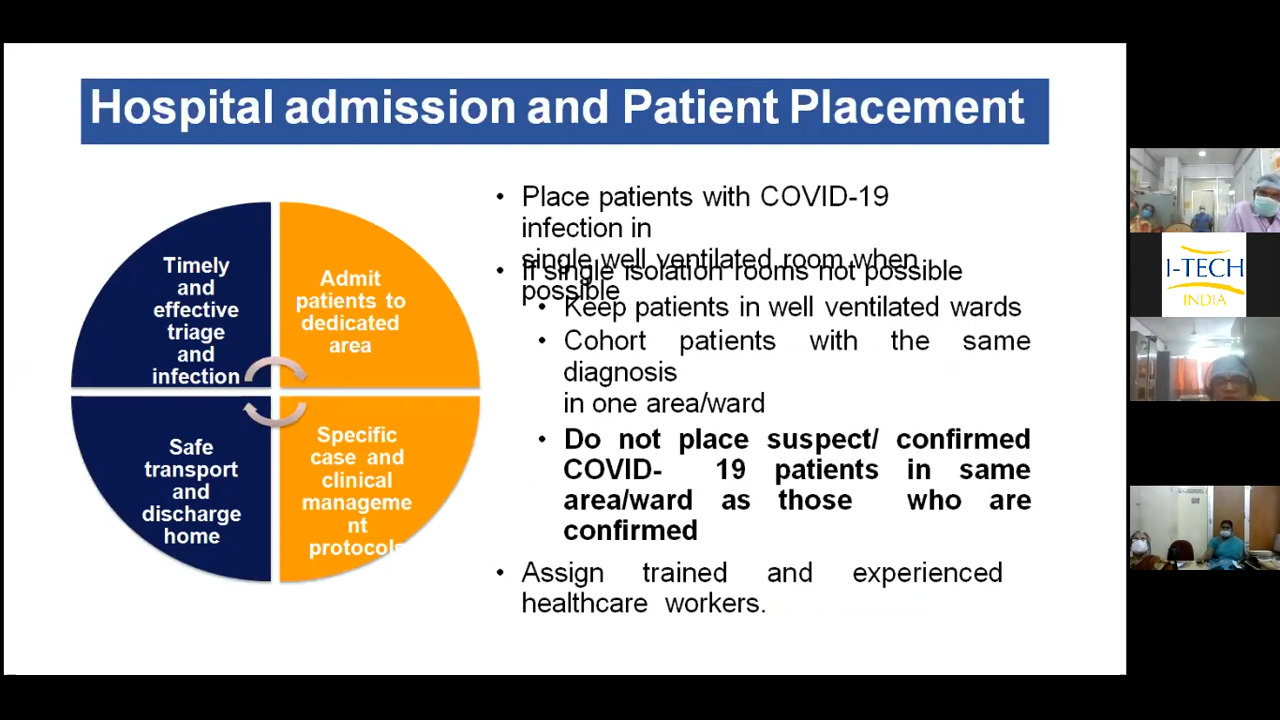 Hospital admission and Patient Placement
Timely
and
effective
triage
and
infection
Admit
patients to
dedicated
area
Safe
transport
and
discharge
home
Specific
case and
clinical
manageme
nt
protocols
• Place patients with COVID-19
infection in
single well ventilated room when
possible
• If single isolation rooms not possible
• Keep patients in well ventilated wards
• Cohort patients with the same
diagnosis
in one area/ward
• Do not place suspect/ confirmed
COVID- 19 patients in same
area/ward as those who are
confirmed
• Assign trained and experienced
healthcare workers.
I-TECH
INDIA